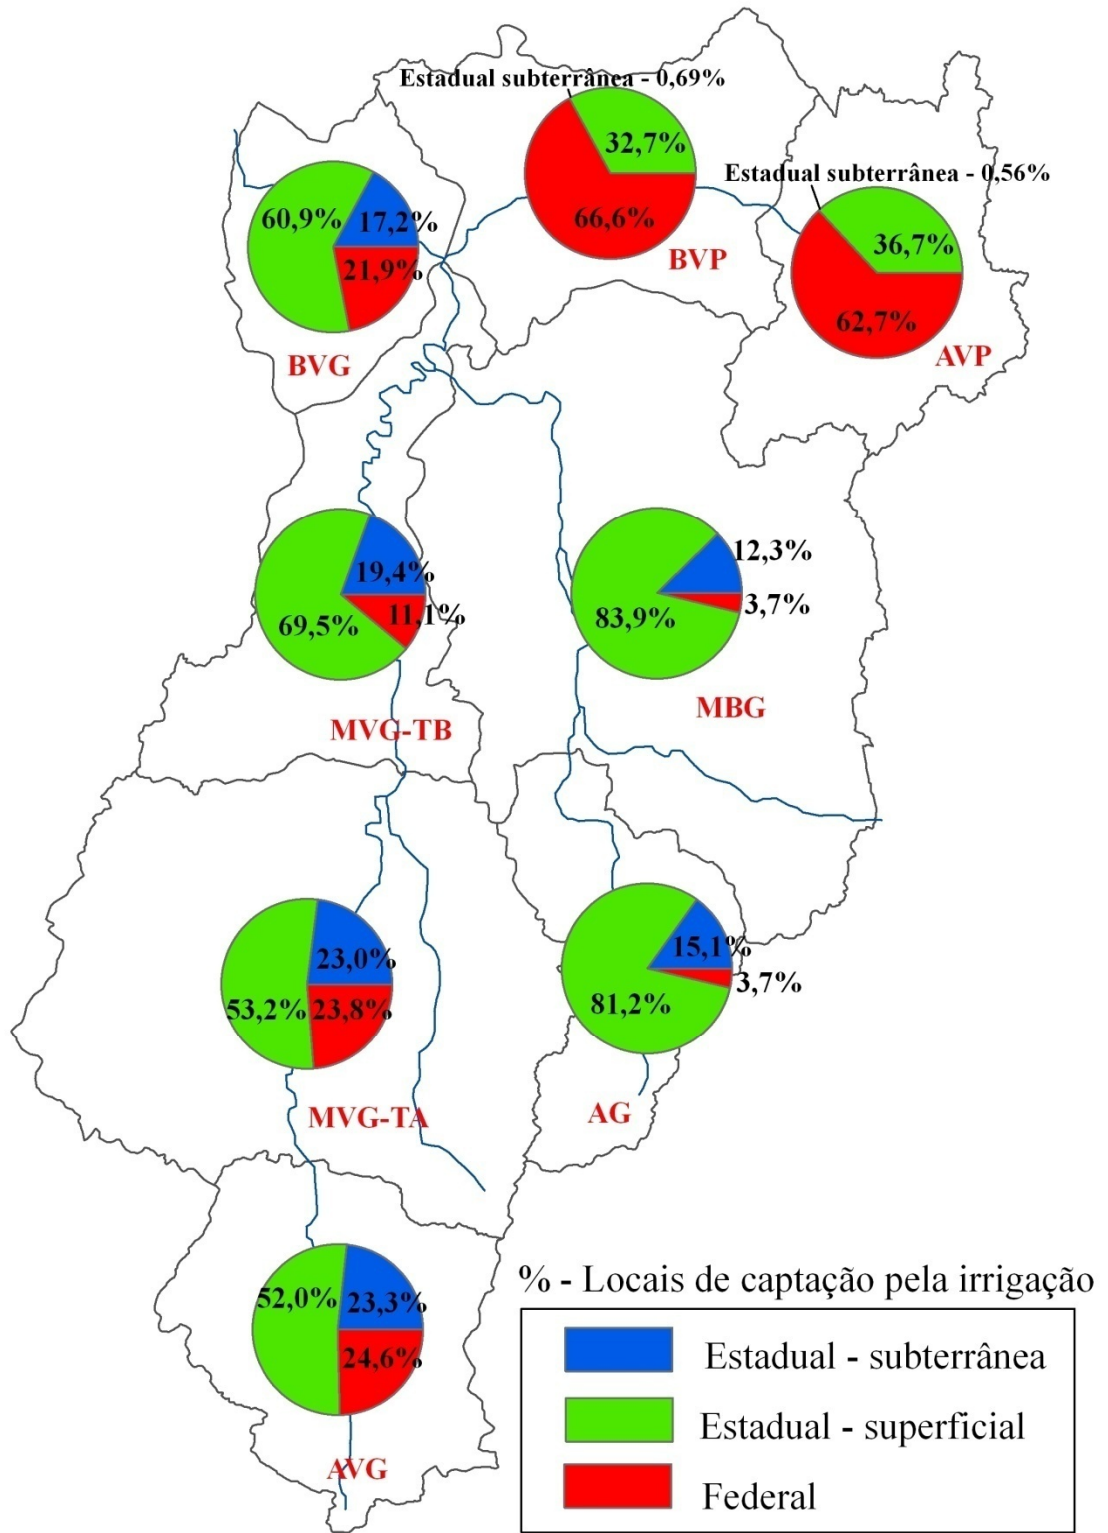 Estadual subterrânea - 0,69%
32,7%
66,6%
BVP
Estadual subterrânea - 0,56%
36,7%
62,7%
AVP
60,9%
17,2%
21,9%
BVG
19,4%
11,1%
69,5%
MVG-TB
12,3%
3,7%
83,9%
MBG
23,0%
53,2%
23,8%
MVG-TA
15,1%
3,7%
81,2%
AG
52,0%
23,3%
24,6%
AVG
% - Locais de captação pela irrigação
Estadual - subterrânea
Estadual - superficial
Federal